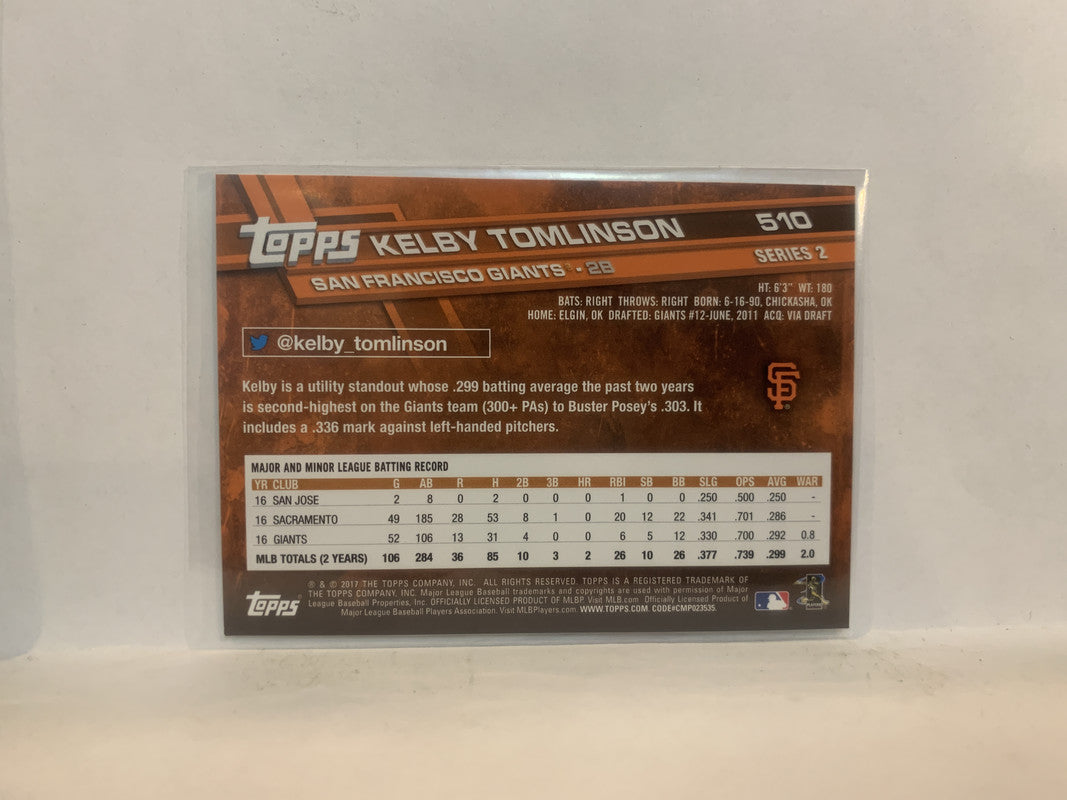 topps KELBY TOMLINSON 510
SAN FRANCISCO GIANTS® • 2B SERIES 2
HT: 6'3" WT: 180
BATS: RIGHT THROWS: RIGHT BORN: 6-16-90, CHICKASHA, OK
HOME: ELGIN, OK DRAFTED: GIANTS #12-JUNE, 2011 ACQ: VIA DRAFT
@kelby_tomlinson
SF
Kelby is a utility standout whose .299 batting average the past two years
is second-highest on the Giants team (300+ PAs) to Buster Posey's .303. It
includes a .336 mark against left-handed pitchers.
MAJOR AND MINOR LEAGUE BATTING RECORD
YR CLUB G AB R H 2B 3B HR RBI SB BB SLG OPS AVG WAR
16 SAN JOSE 2 8 0 2 0 0 0 1 0 0 .250 .500 .250 -
16 SACRAMENTO 49 185 28 53 8 1 0 20 12 22 .341 .701 .286 -
16 GIANTS 52 106 13 31 4 0 0 6 5 12 .330 .700 .292 0.8
MLB TOTALS (2 YEARS) 106 284 36 85 10 3 2 26 10 26 .377 .739 .299 2.0
® & © 2017 THE TOPPS COMPANY, INC. ALL RIGHTS RESERVED. TOPPS IS A REGISTERED TRADEMARK OF
THE TOPPS COMPANY, INC. Major League Baseball trademarks and copyrights are used with permission of Major
League Baseball Properties, Inc. OFFICIALLY LICENSED PRODUCT OF MLBP. Visit MLB.com. Officially Licensed Product of
Major League Baseball Players Association. Visit MLBPlayers.com. WWW.TOPPS.COM. CODE#CMP023535.
topps
PLAYERS